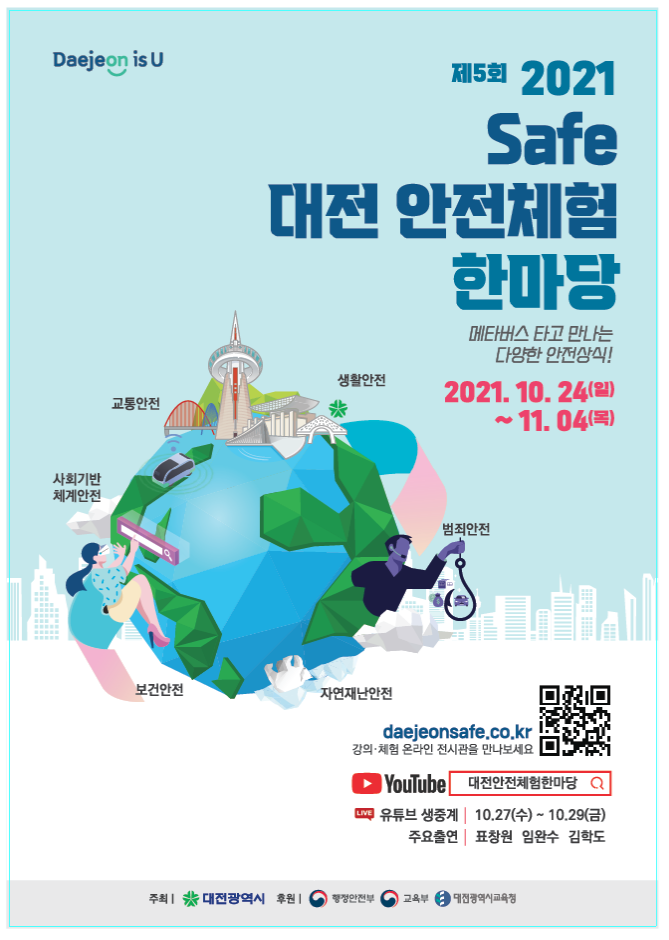 Daejeon is U
제5회 2021
Safe
대전 안전체험
한마당
메타버스 타고 만나는
다양한 안전상식!
2021. 10. 24(일)
~ 11. 04(목)
생활안전
교통안전
사회기반
체계안전
범죄안전
보건안전
자연재난안전
daejeonsafe.co.kr
강의·체험 온라인 전시관을 만나보세요
YouTube 대전안전체험한마당
LIVE 유튜브 생중계 | 10.27(수) ~ 10.29(금)
주요출연 | 표창원 임완수 김학도
주최 | 대전광역시 후원 | 행정안전부 교육부 대전광역시교육청